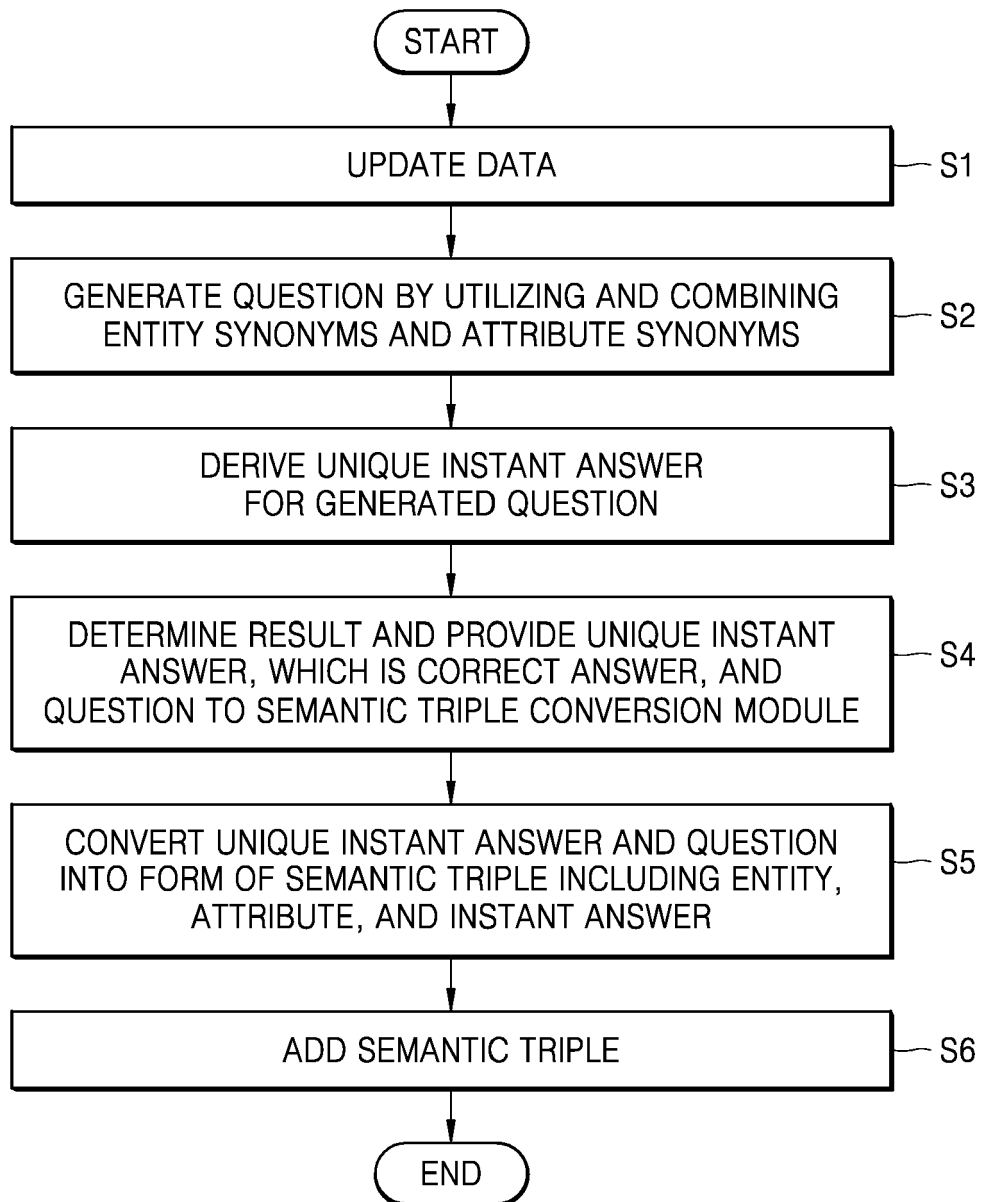 START
UPDATE DATA
S1
GENERATE QUESTION BY UTILIZING AND COMBINING
ENTITY SYNONYMS AND ATTRIBUTE SYNONYMS
S2
DERIVE UNIQUE INSTANT ANSWER
FOR GENERATED QUESTION
S3
DETERMINE RESULT AND PROVIDE UNIQUE INSTANT
ANSWER, WHICH IS CORRECT ANSWER, AND
QUESTION TO SEMANTIC TRIPLE CONVERSION MODULE
S4
CONVERT UNIQUE INSTANT ANSWER AND QUESTION
INTO FORM OF SEMANTIC TRIPLE INCLUDING ENTITY,
ATTRIBUTE, AND INSTANT ANSWER
S5
ADD SEMANTIC TRIPLE
S6
END